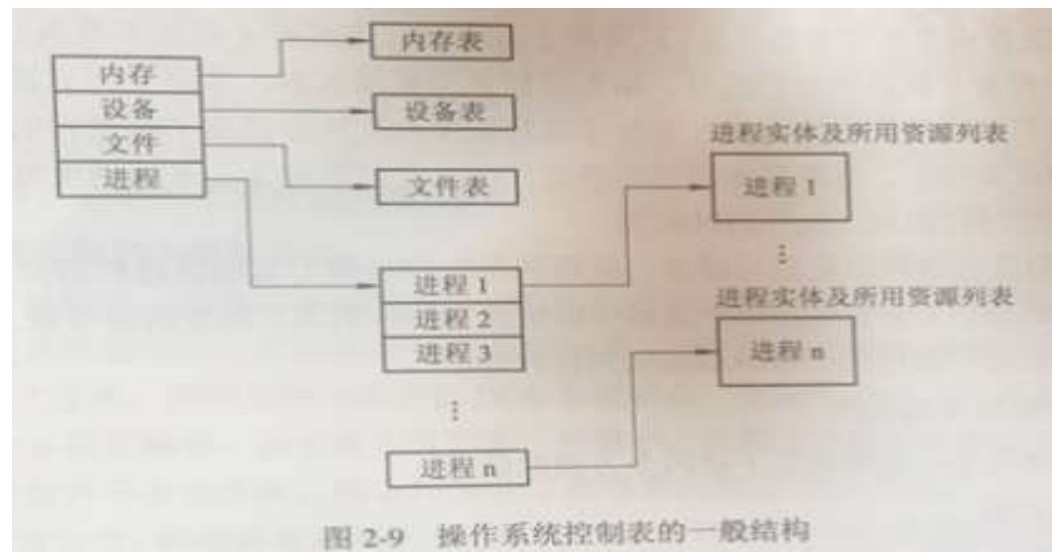 内存
设备
文件
进程
内存表
设备表
文件表
进程 1
进程 2
进程 3
⋮
进程 n
进程实体及所用资源列表
进程 1
⋮
进程实体及所用资源列表
进程 n
图 2-9 操作系统控制表的一般结构